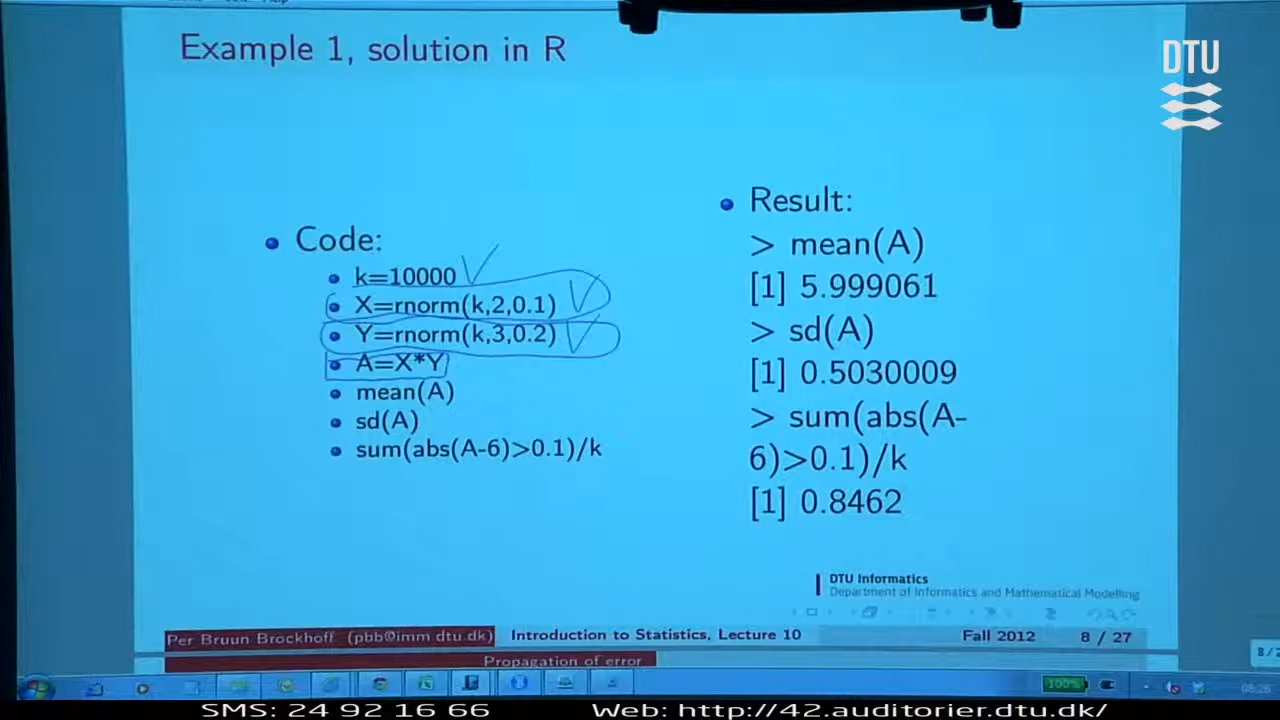 Example 1, solution in R
DTU
Code:
k=10000
X=rnorm(k,2,0.1)
Y=rnorm(k,3,0.2)
A=X*Y
mean(A)
sd(A)
sum(abs(A-6)>0.1)/k
Result:
> mean(A)
[1] 5.999061
> sd(A)
[1] 0.5030009
> sum(abs(A-
6)>0.1)/k
[1] 0.8462
DTU Informatics
Department of Informatics and Mathematical Modelling
Per Bruun Brockhoff (pbb@imm.dtu.dk) Introduction to Statistics, Lecture 10 Fall 2012 8 / 27
Propagation of error
100%
08:26
SMS: 24 92 16 66 Web: http://42.auditorier.dtu.dk/